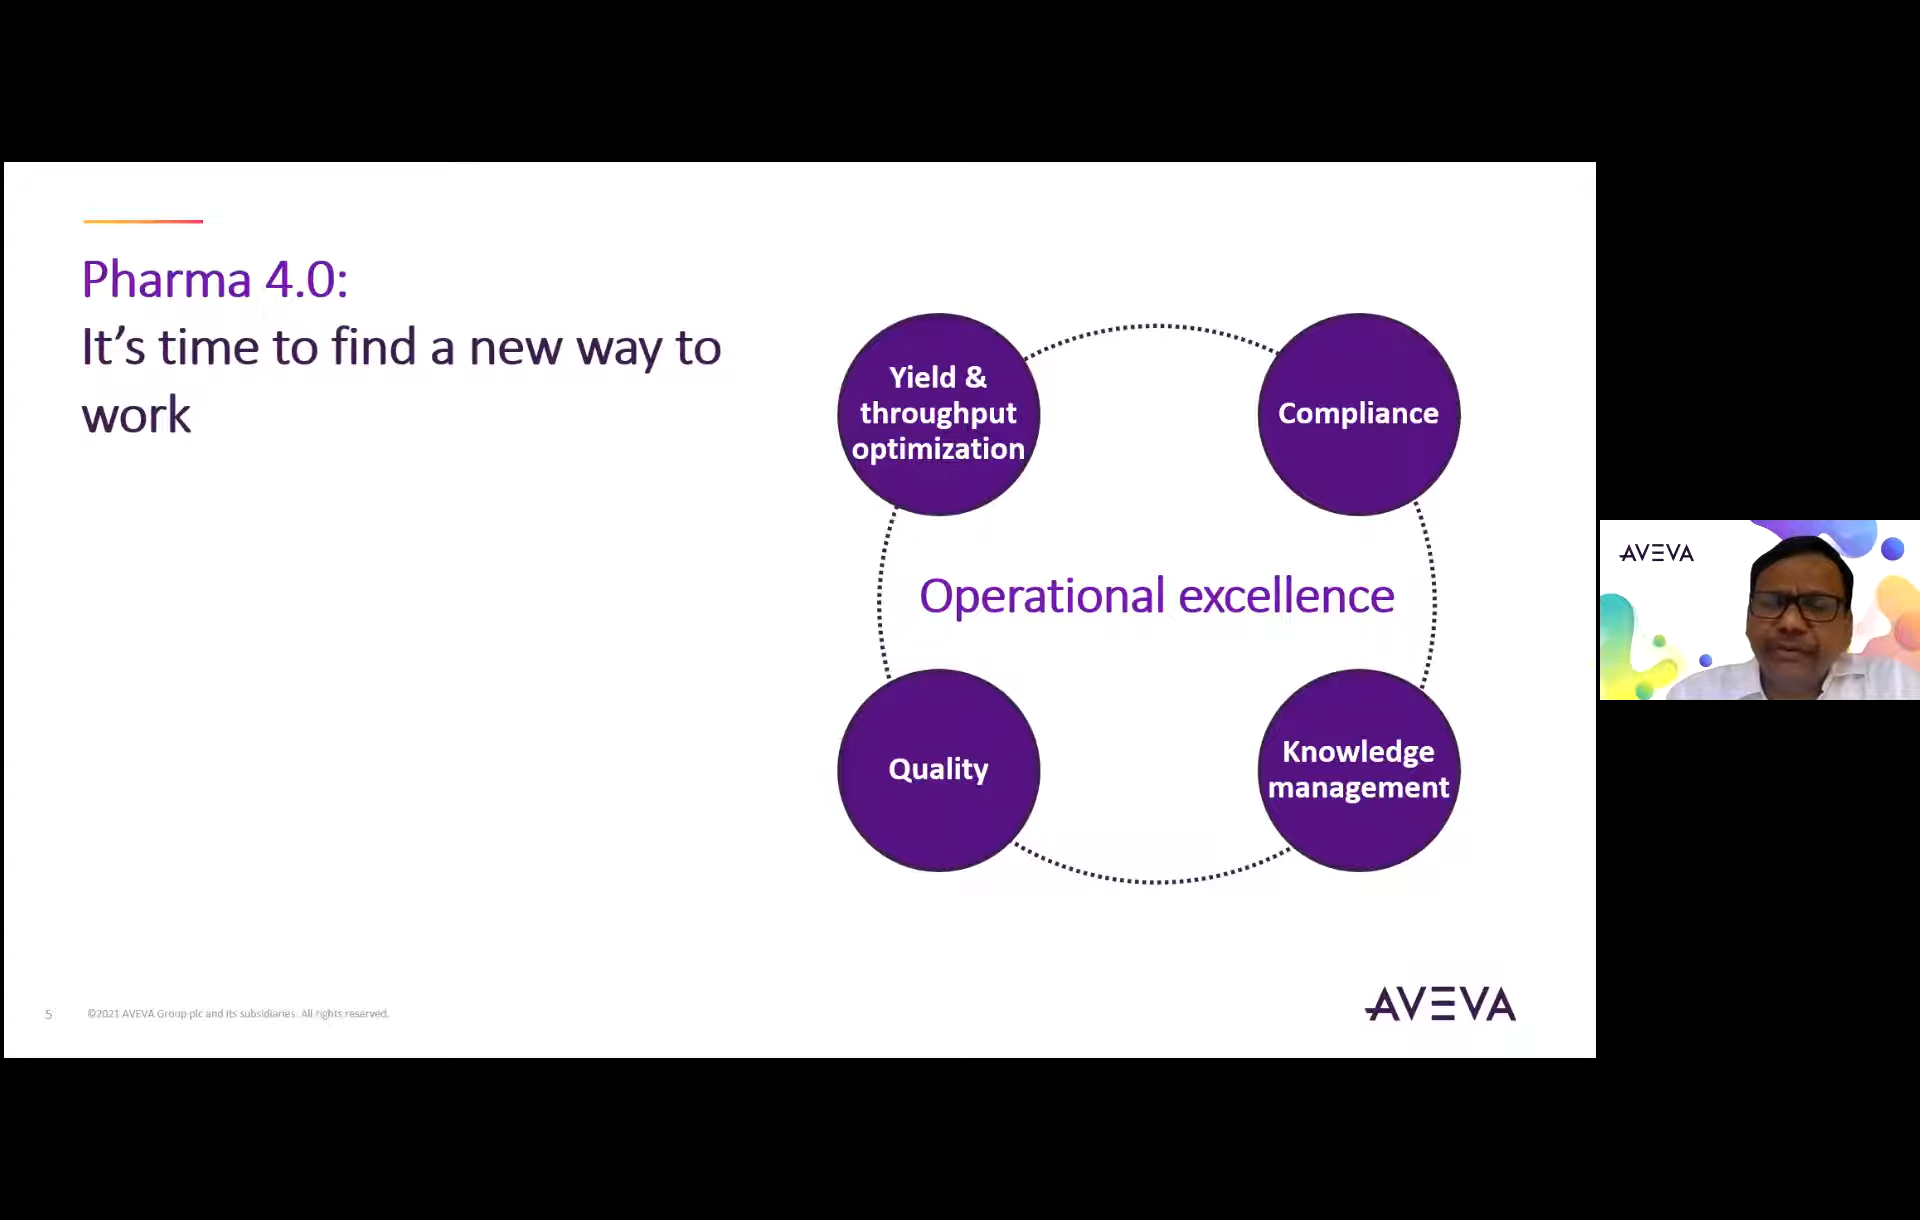 Pharma 4.0:
It’s time to find a new way to
work
Yield &
throughput
optimization
Compliance
Operational excellence
Quality
Knowledge
management
5
©2021 AVEVA Group plc and its subsidiaries. All rights reserved.
AVEVA
AVEVA